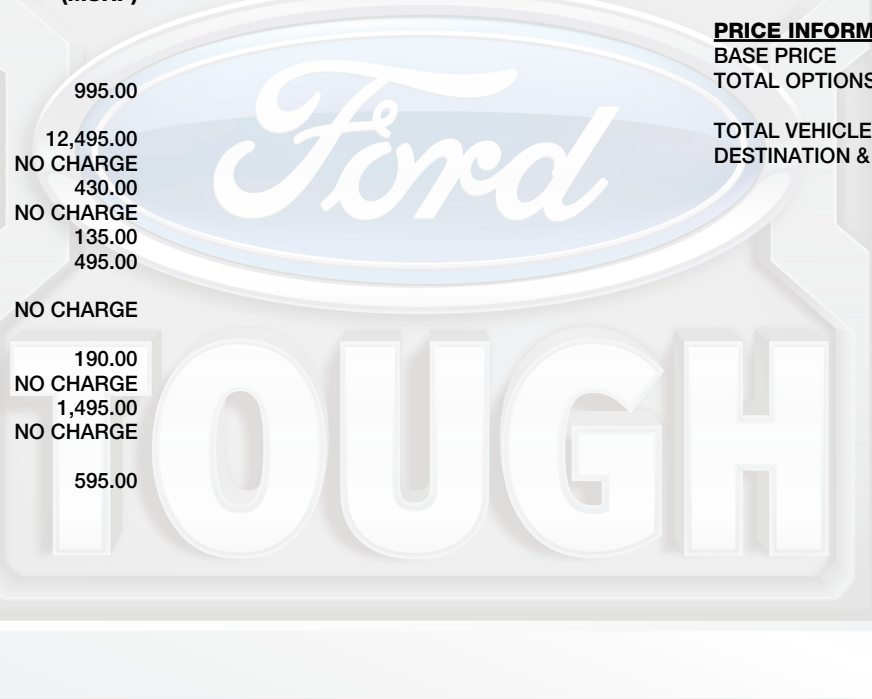 995.00
12,495.00
NO CHARGE
430.00
NO CHARGE
135.00
495.00
NO CHARGE
190.00
NO CHARGE
1,495.00
NO CHARGE
595.00
PRICE INFORM
BASE PRICE
TOTAL OPTIONS
TOTAL VEHICLE
DESTINATION &
Ford
TOUGH